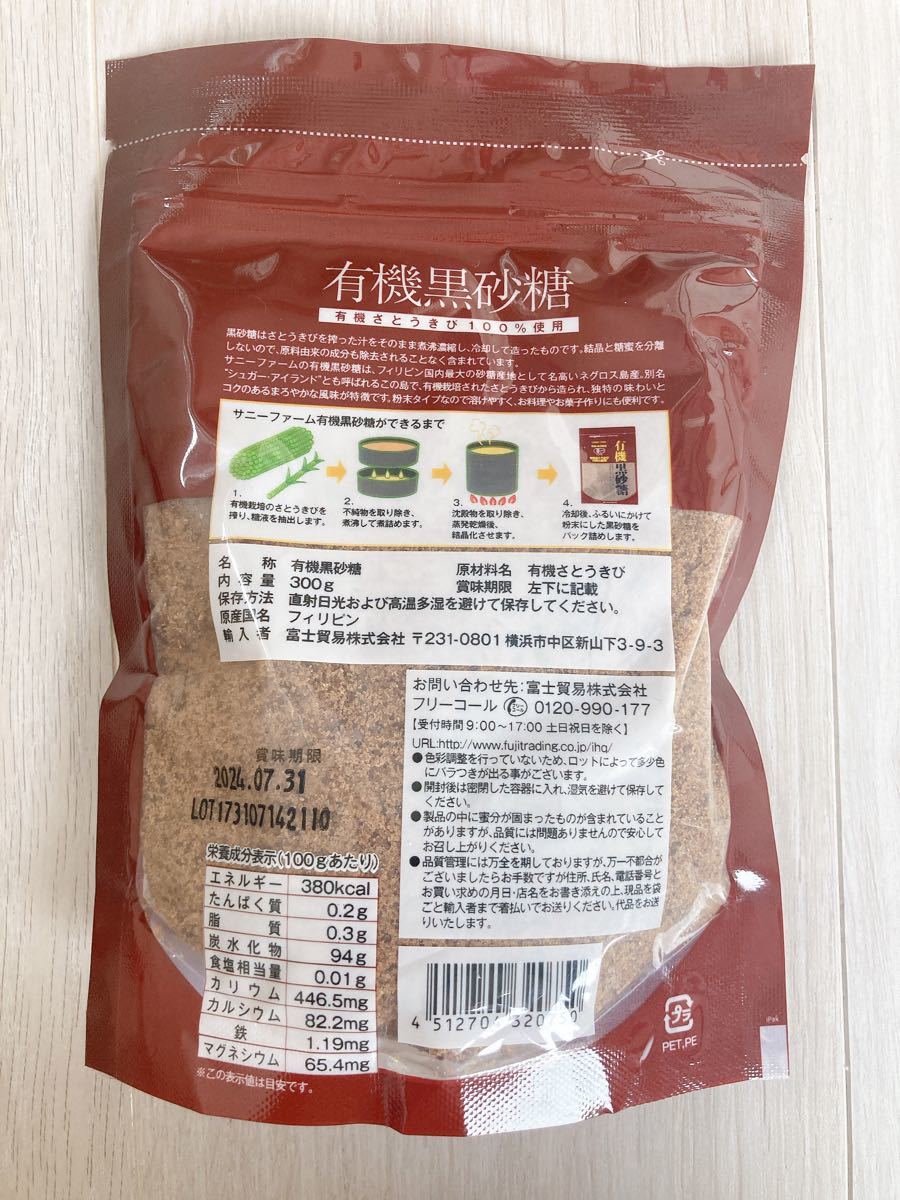 有機黒砂糖
有機さとうきび100%使用
黒砂糖はさとうきびを搾った汁をそのまま煮沸濃縮し、冷却して造ったものです。結晶と糖蜜を分離
しないので、原料由来の成分も除去されることなく含まれています。
サニーファームの有機黒砂糖は、フィリピン国内最大の砂糖産地として名高いネグロス島産。別名
"シュガー・アイランド"とも呼ばれるこの島で、有機栽培されたさとうきびから造られ、独特の味わいと
コクのあるまろやかな風味が特徴です。粉末タイプなので溶けやすく、お料理やお菓子作りにも便利です。
サニーファーム有機黒砂糖ができるまで
有機黒砂糖
1.
有機栽培のさとうきびを
搾り、糖液を抽出します。
2.
不純物を取り除き、
煮沸して煮詰めます。
3.
沈殿物を取り除き、
蒸発乾燥後、
結晶化させます。
4.
冷却後、ふるいにかけて
粉末にした黒砂糖を
パック詰めします。
名称 有機黒砂糖 原材料名 有機さとうきび
内容量 300g 賞味期限 左下に記載
保存方法 直射日光および高温多湿を避けて保存してください。
原産国名 フィリピン
輸入者 富士貿易株式会社 〒231-0801 横浜市中区新山下3-9-3
お問い合わせ先:富士貿易株式会社
フリーコール 0120-990-177
【受付時間 9:00〜17:00 土日祝日を除く】
URL:http://www.fujitrading.co.jp/ihq/
●色彩調整を行っていないため、ロットによって多少色
にバラつきが出る事がございます。
●開封後は密閉した容器に入れ、湿気を避けて保存して
ください。
●製品の中に蜜分が固まったものが含まれていること
がありますが、品質には問題ありませんので安心して
お召し上がりください。
●品質管理には万全を期しておりますが、万一不都合が
ございましたらお手数ですが住所、氏名、電話番号と
お買い求めの月日・店名をお書き添えの上、現品を袋
ごと輸入者まで着払いでお送りください。代品をお送
りいたします。
賞味期限
2024.07.31
LOT173107142110
栄養成分表示(100gあたり)
エネルギー 380kcal
たんぱく質 0.2g
脂質 0.3g
炭水化物 94g
食塩相当量 0.01g
カリウム 446.5mg
カルシウム 82.2mg
鉄 1.19mg
マグネシウム 65.4mg
※この表示値は目安です。
プラ
PET,PE
iPak